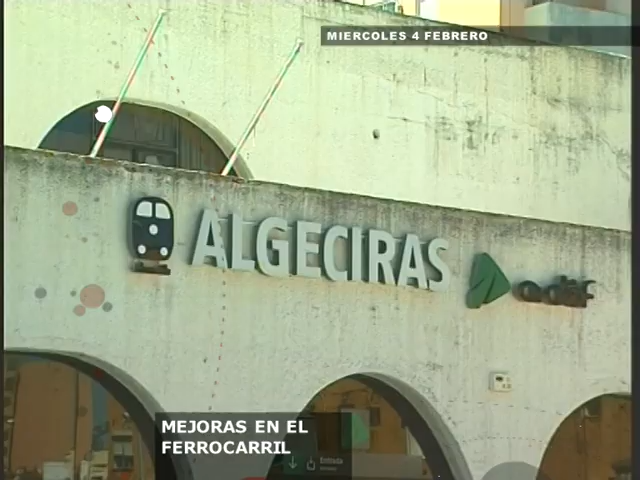 MIERCOLES 4 FEBRERO
ALGECIRAS
adif
MEJORAS EN EL
FERROCARRIL
Entrada